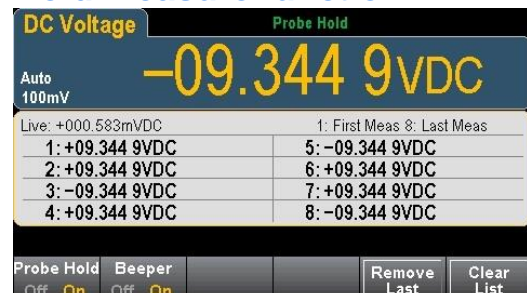 DC Voltage
Probe Hold
Auto
100mV
−09.344 9VDC
Live: +000.583mVDC
1: First Meas 8: Last Meas
1: +09.344 9VDC
2: +09.344 9VDC
3: −09.344 9VDC
4: +09.344 9VDC
5: −09.344 9VDC
6: +09.344 9VDC
7: +09.344 9VDC
8: −09.344 9VDC
Probe Hold
Off On
Beeper
Off On
Remove
Last
Clear
List